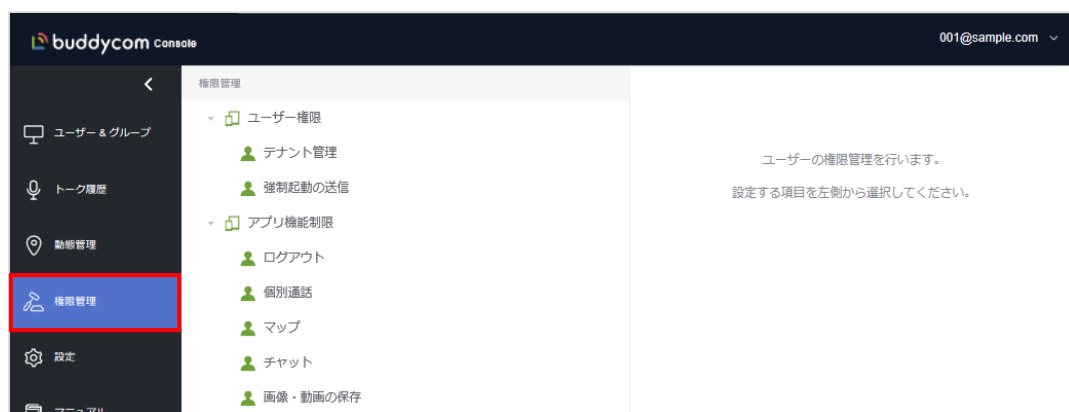 buddycom Console
001@sample.com
権限管理
ユーザー権限
テナント管理
強制起動の送信
アプリ機能制限
ログアウト
個別通話
マップ
チャット
画像・動画の保存
ユーザー & グループ
トーク履歴
動態管理
権限管理
設定
マニュアル
ユーザーの権限管理を行います。
設定する項目を左側から選択してください。